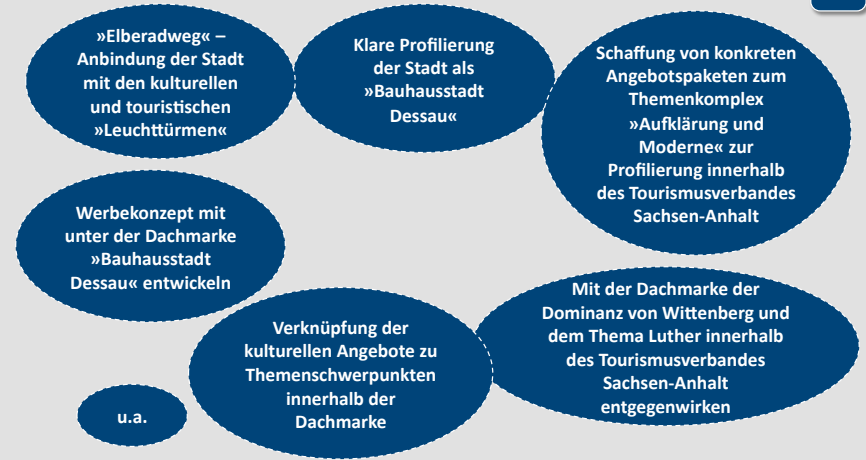 »Elberadweg« –
Anbindung der Stadt
mit den kulturellen
und touristischen
»Leuchttürmen«
Klare Profilierung
der Stadt als
»Bauhausstadt
Dessau«
Schaffung von konkreten
Angebotspaketen zum
Themenkomplex
»Aufklärung und
Moderne« zur
Profilierung innerhalb
des Tourismusverbandes
Sachsen-Anhalt
Werbekonzept mit
unter der Dachmarke
»Bauhausstadt
Dessau« entwickeln
Mit der Dachmarke der
Dominanz von Wittenberg und
dem Thema Luther innerhalb
des Tourismusverbandes
Sachsen-Anhalt
entgegenwirken
Verknüpfung der
kulturellen Angebote zu
Themenschwerpunkten
innerhalb der
Dachmarke
u.a.